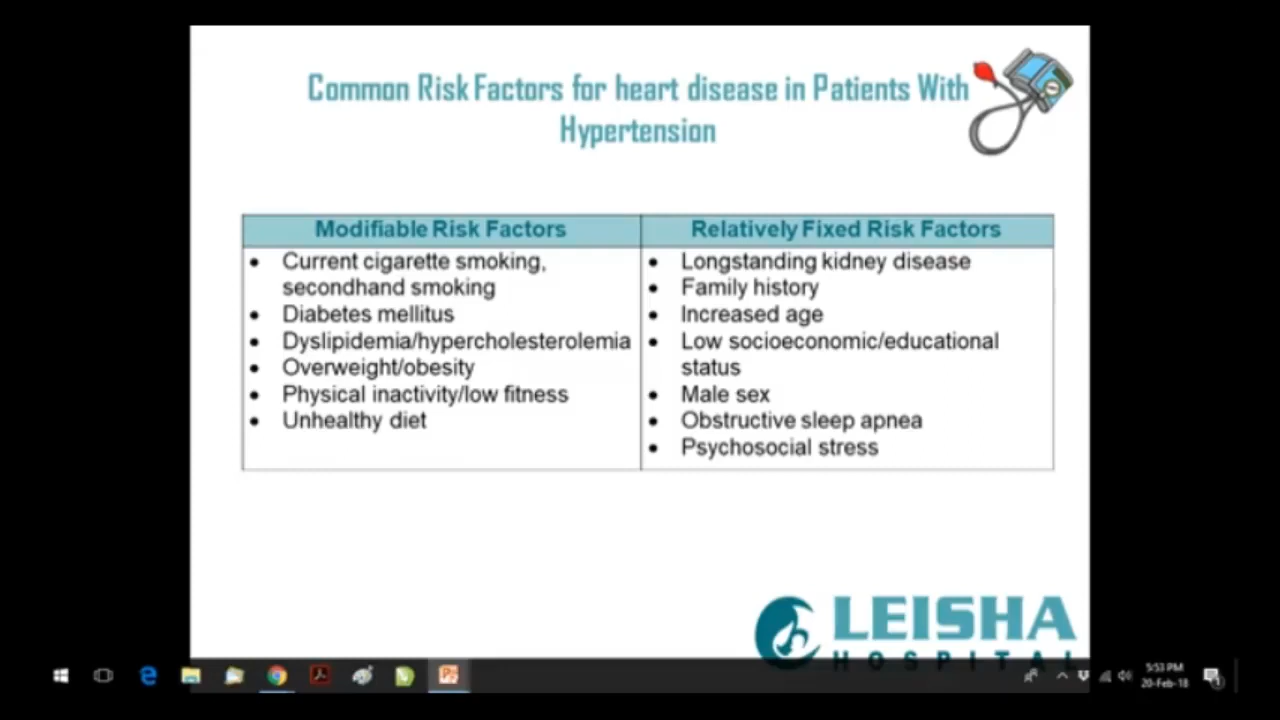 Common Risk Factors for heart disease in Patients With
Hypertension
Modifiable Risk Factors
Relatively Fixed Risk Factors
• Current cigarette smoking,
secondhand smoking
• Diabetes mellitus
• Dyslipidemia/hypercholesterolemia
• Overweight/obesity
• Physical inactivity/low fitness
• Unhealthy diet
• Longstanding kidney disease
• Family history
• Increased age
• Low socioeconomic/educational
status
• Male sex
• Obstructive sleep apnea
• Psychosocial stress
LEISHA
HOSPITAL
5:53 PM
20-Feb-18